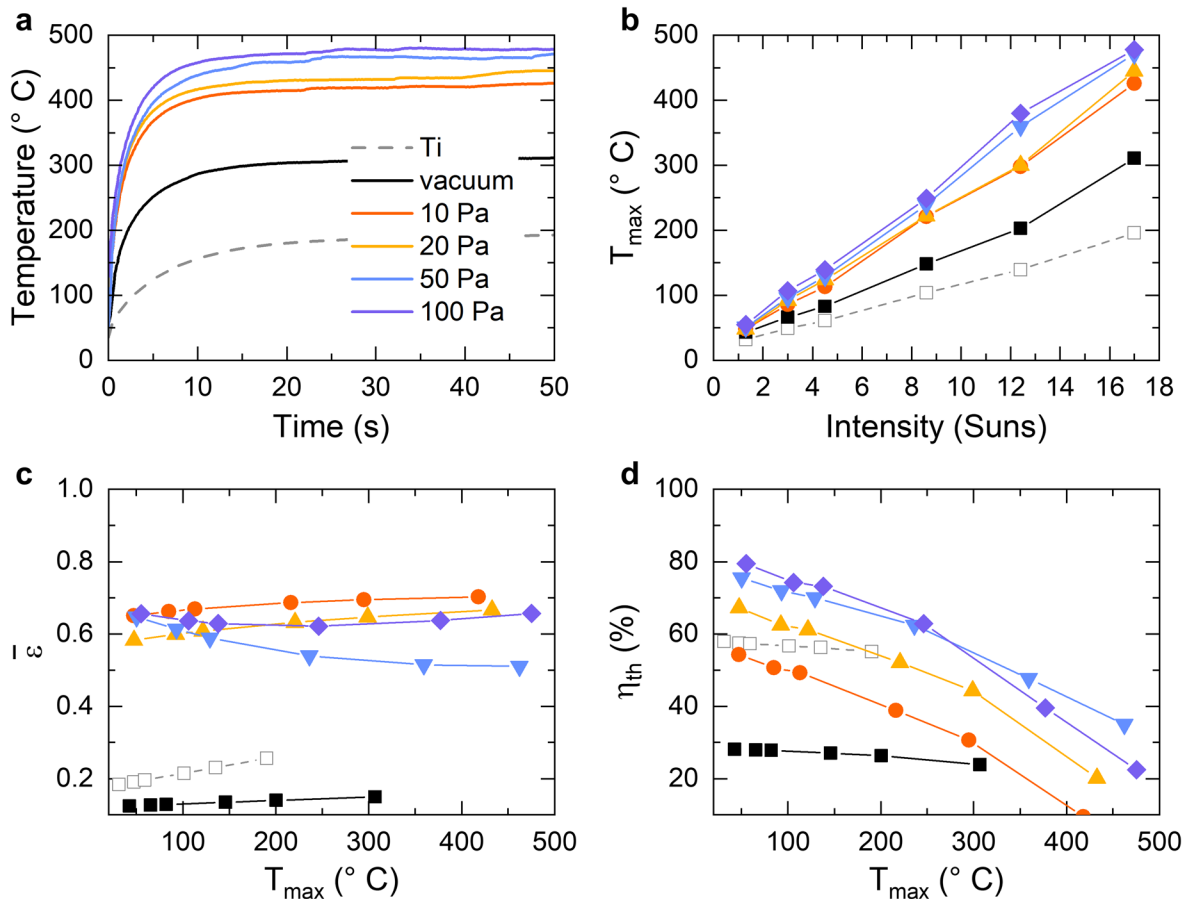 a
500
400
300
200
100
0
Temperature (° C)
0 10 20 30 40 50
Time (s)
Ti
vacuum
10 Pa
20 Pa
50 Pa
100 Pa
b
500
400
300
200
100
0
Tmax (° C)
0 2 4 6 8 10 12 14 16 18
Intensity (Suns)
c
1.0
0.8
0.6
0.4
0.2
ε̅
100 200 300 400 500
Tmax (° C)
d
100
80
60
40
20
ηth (%)
100 200 300 400 500
Tmax (° C)